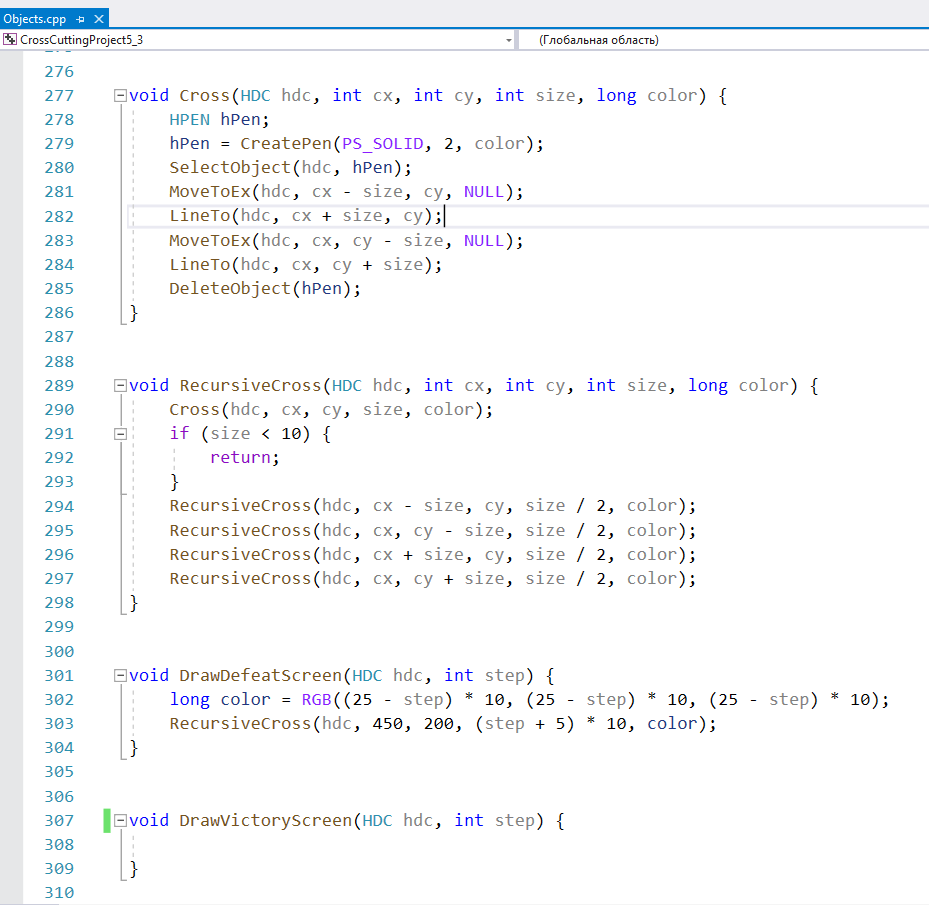 Objects.cpp
CrossCuttingProject5_3 (Глобальная область)
276
277 void Cross(HDC hdc, int cx, int cy, int size, long color) {
278 HPEN hPen;
279 hPen = CreatePen(PS_SOLID, 2, color);
280 SelectObject(hdc, hPen);
281 MoveToEx(hdc, cx - size, cy, NULL);
282 LineTo(hdc, cx + size, cy);
283 MoveToEx(hdc, cx, cy - size, NULL);
284 LineTo(hdc, cx, cy + size);
285 DeleteObject(hPen);
286 }
287
288
289 void RecursiveCross(HDC hdc, int cx, int cy, int size, long color) {
290 Cross(hdc, cx, cy, size, color);
291 if (size < 10) {
292 return;
293 }
294 RecursiveCross(hdc, cx - size, cy, size / 2, color);
295 RecursiveCross(hdc, cx, cy - size, size / 2, color);
296 RecursiveCross(hdc, cx + size, cy, size / 2, color);
297 RecursiveCross(hdc, cx, cy + size, size / 2, color);
298 }
299
300
301 void DrawDefeatScreen(HDC hdc, int step) {
302 long color = RGB((25 - step) * 10, (25 - step) * 10, (25 - step) * 10);
303 RecursiveCross(hdc, 450, 200, (step + 5) * 10, color);
304 }
305
306
307 void DrawVictoryScreen(HDC hdc, int step) {
308
309 }
310